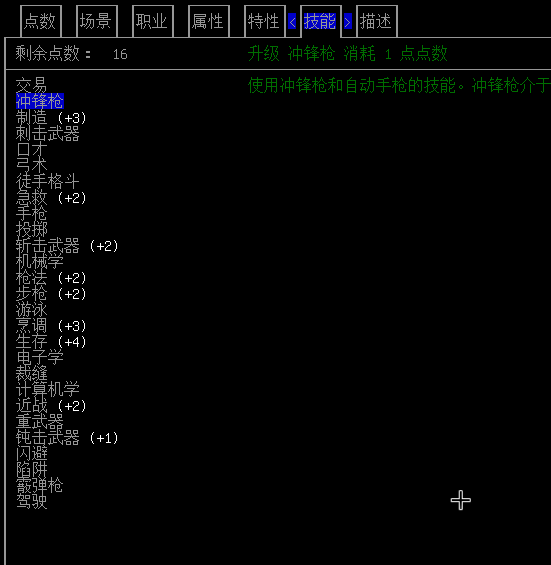 点数 场景 职业 属性 特性 < 技能 > 描述
剩余点数： 16 升级 冲锋枪 消耗 1 点点数
交易 使用冲锋枪和自动手枪的技能。冲锋枪介于
冲锋枪
制造 (+3)
刺击武器
口才
弓术
徒手格斗
急救 (+2)
手枪
投掷
斩击武器 (+2)
机械学
枪法 (+2)
步枪 (+2)
游泳
烹调 (+3)
生存 (+4)
电子学
裁缝
计算机学
近战 (+2)
重武器
钝击武器 (+1)
闪避
陷阱
霰弹枪
驾驶